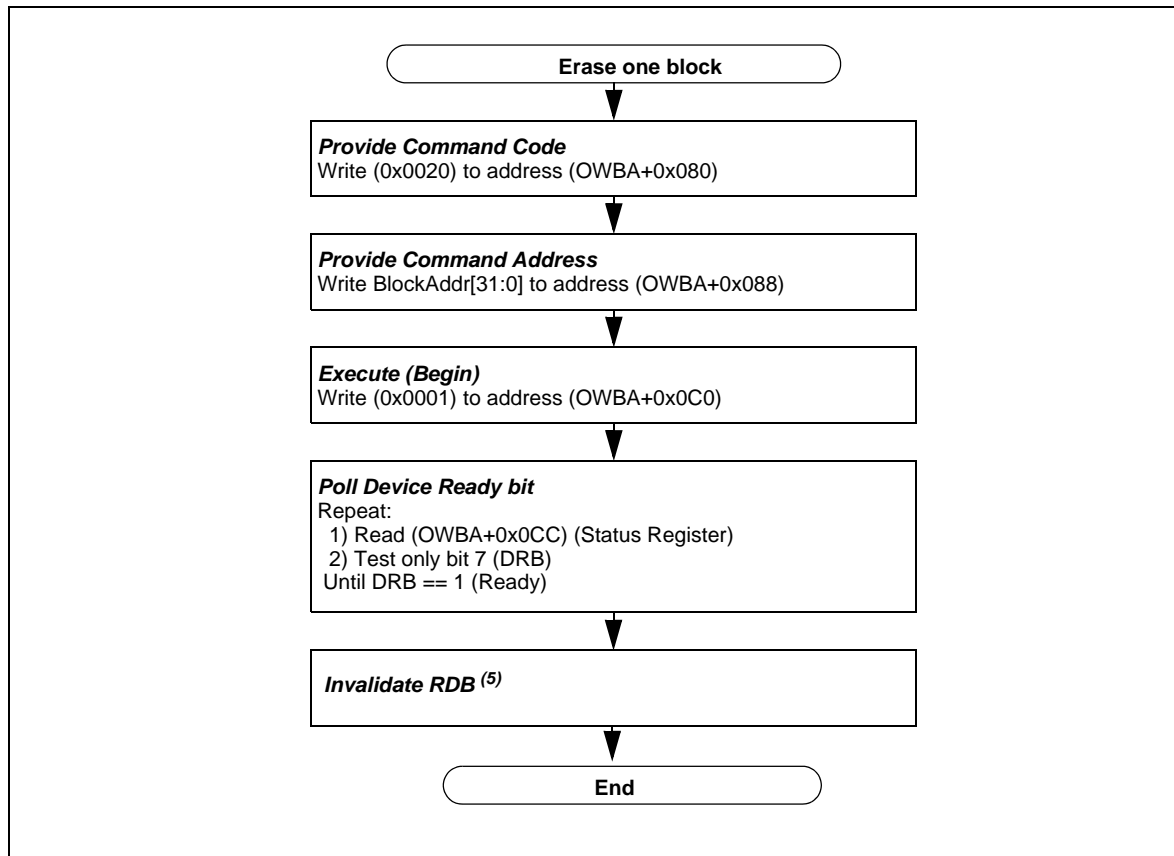 Erase one block
Provide Command Code
Write (0x0020) to address (OWBA+0x080)
Provide Command Address
Write BlockAddr[31:0] to address (OWBA+0x088)
Execute (Begin)
Write (0x0001) to address (OWBA+0x0C0)
Poll Device Ready bit
Repeat:
1) Read (OWBA+0x0CC) (Status Register)
2) Test only bit 7 (DRB)
Until DRB == 1 (Ready)
Invalidate RDB (5)
End